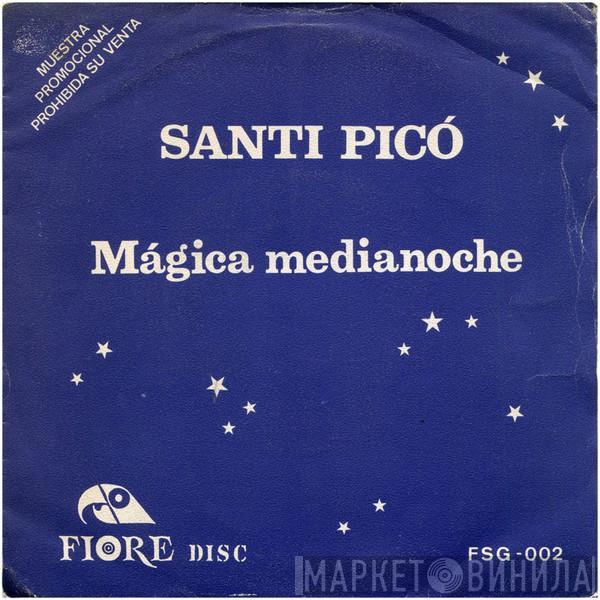 MUESTRA
PROMOCIONAL
PROHIBIDA SU VENTA
SANTI PICÓ
Mágica medianoche
FIORE DISC
FSG-002
МАРКЕТ ВИНИЛА